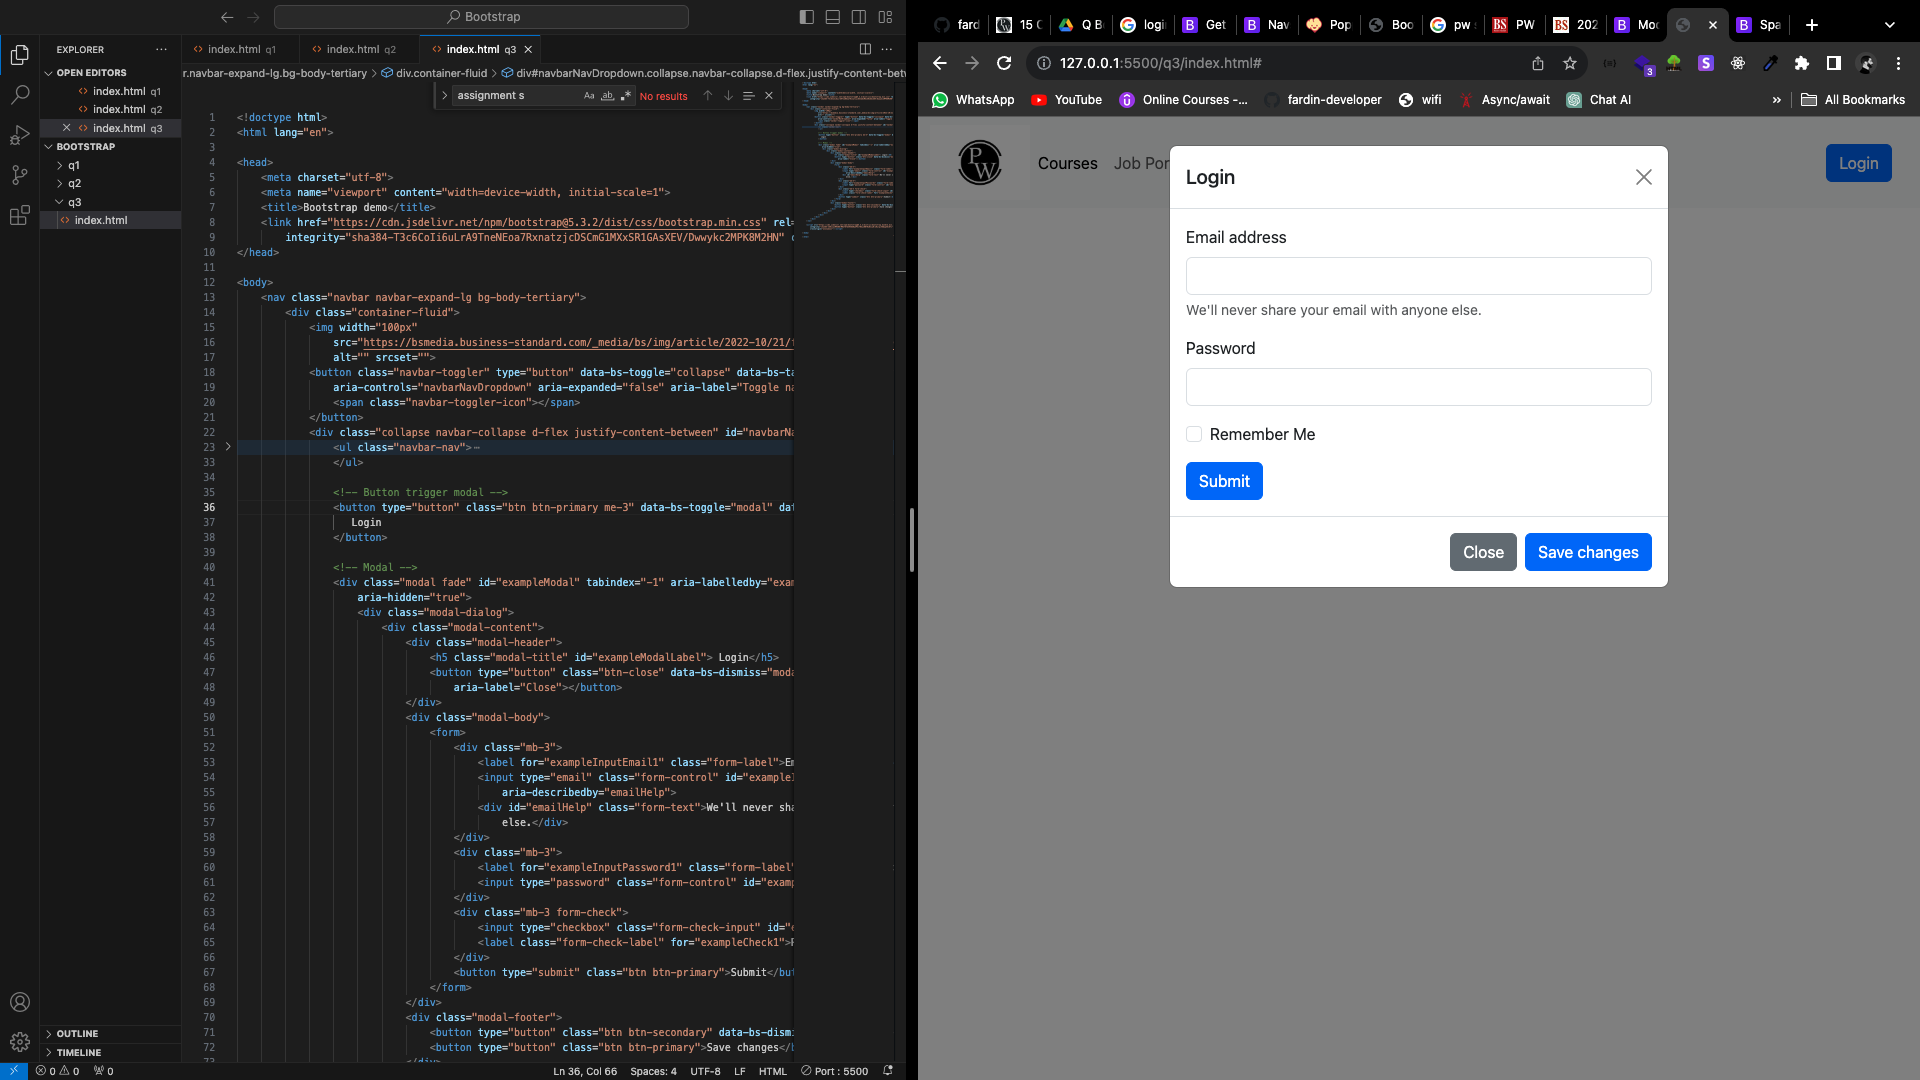 Bootstrap
EXPLORER
OPEN EDITORS
index.html q1
index.html q2
index.html q3
BOOTSTRAP
q1
q2
q3
index.html
index.html q1
index.html q2
index.html q3
r.navbar-expand-lg.bg-body-tertiary > div.container-fluid > div#navbarNavDropdown.collapse.navbar-collapse.d-flex.justify-content-betw
assignment s
Aa ab .*
No results
1 <!doctype html>
2 <html lang="en">
3
4 <head>
5 <meta charset="utf-8">
6 <meta name="viewport" content="width=device-width, initial-scale=1">
7 <title>Bootstrap demo</title>
8 <link href="https://cdn.jsdelivr.net/npm/bootstrap@5.3.2/dist/css/bootstrap.min.css" rel=
9 integrity="sha384-T3c6CoIi6uLrA9TneNEoa7RxnatzjcDSCmG1MXxSR1GAsXEV/Dwwykc2MPK8M2HN" c
10 </head>
11
12 <body>
13 <nav class="navbar navbar-expand-lg bg-body-tertiary">
14 <div class="container-fluid">
15 <img width="100px"
16 src="https://bsmedia.business-standard.com/_media/bs/img/article/2022-10/21/
17 alt="" srcset="">
18 <button class="navbar-toggler" type="button" data-bs-toggle="collapse" data-bs-ta
19 aria-controls="navbarNavDropdown" aria-expanded="false" aria-label="Toggle na
20 <span class="navbar-toggler-icon"></span>
21 </button>
22 <div class="collapse navbar-collapse d-flex justify-content-between" id="navbarNa
23 <ul class="navbar-nav">⋯
33 </ul>
34
35 <!-- Button trigger modal -->
36 <button type="button" class="btn btn-primary me-3" data-bs-toggle="modal" dat
37 Login
38 </button>
39
40 <!-- Modal -->
41 <div class="modal fade" id="exampleModal" tabindex="-1" aria-labelledby="exam
42 aria-hidden="true">
43 <div class="modal-dialog">
44 <div class="modal-content">
45 <div class="modal-header">
46 <h5 class="modal-title" id="exampleModalLabel"> Login</h5>
47 <button type="button" class="btn-close" data-bs-dismiss="moda
48 aria-label="Close"></button>
49 </div>
50 <div class="modal-body">
51 <form>
52 <div class="mb-3">
53 <label for="exampleInputEmail1" class="form-label">Em
54 <input type="email" class="form-control" id="exampleI
55 aria-describedby="emailHelp">
56 <div id="emailHelp" class="form-text">We'll never sha
57 else.</div>
58 </div>
59 <div class="mb-3">
60 <label for="exampleInputPassword1" class="form-label"
61 <input type="password" class="form-control" id="examp
62 </div>
63 <div class="mb-3 form-check">
64 <input type="checkbox" class="form-check-input" id="e
65 <label class="form-check-label" for="exampleCheck1">R
66 </div>
67 <button type="submit" class="btn btn-primary">Submit</but
68 </form>
69 </div>
70 <div class="modal-footer">
71 <button type="button" class="btn btn-secondary" data-bs-dismi
72 <button type="button" class="btn btn-primary">Save changes</b
73 </div>
OUTLINE
TIMELINE
0 0 0
Ln 36, Col 66 Spaces: 4 UTF-8 LF HTML Port : 5500
fard 15 C Q B logi Get Nav Pop Boo pw PW 202 Mo Spa
127.0.0.1:5500/q3/index.html#
3
WhatsApp YouTube Online Courses -... fardin-developer wifi Async/await Chat AI All Bookmarks
PW Courses Job Por Login
Login
Email address
We'll never share your email with anyone else.
Password
Remember Me
Submit
Close Save changes